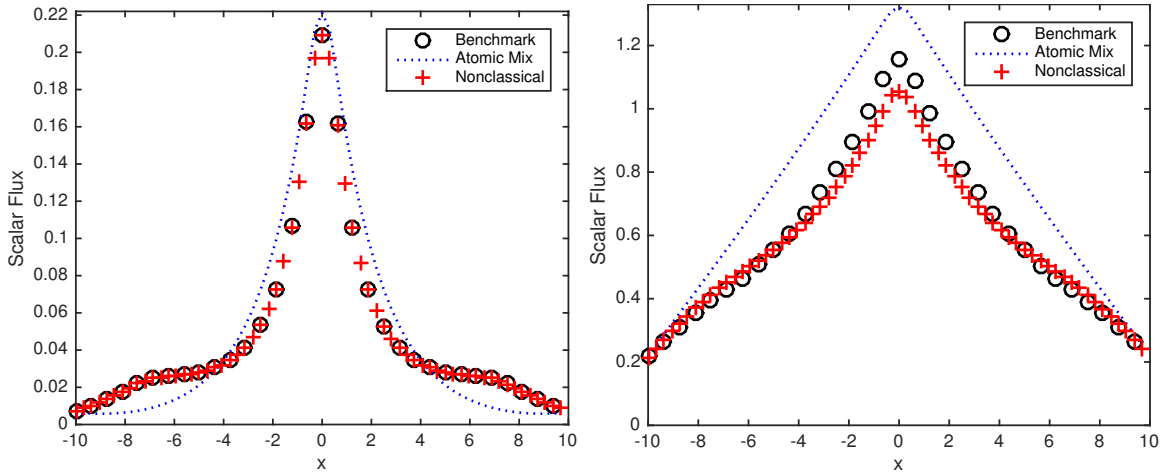 0.22
0.2
0.18
0.16
0.14
0.12
0.1
0.08
0.06
0.04
0.02
0
-10 -8 -6 -4 -2 0 2 4 6 8 10
x
Scalar Flux
Benchmark
Atomic Mix
Nonclassical
1.2
1
0.8
0.6
0.4
0.2
0
-10 -8 -6 -4 -2 0 2 4 6 8 10
x
Scalar Flux
Benchmark
Atomic Mix
Nonclassical